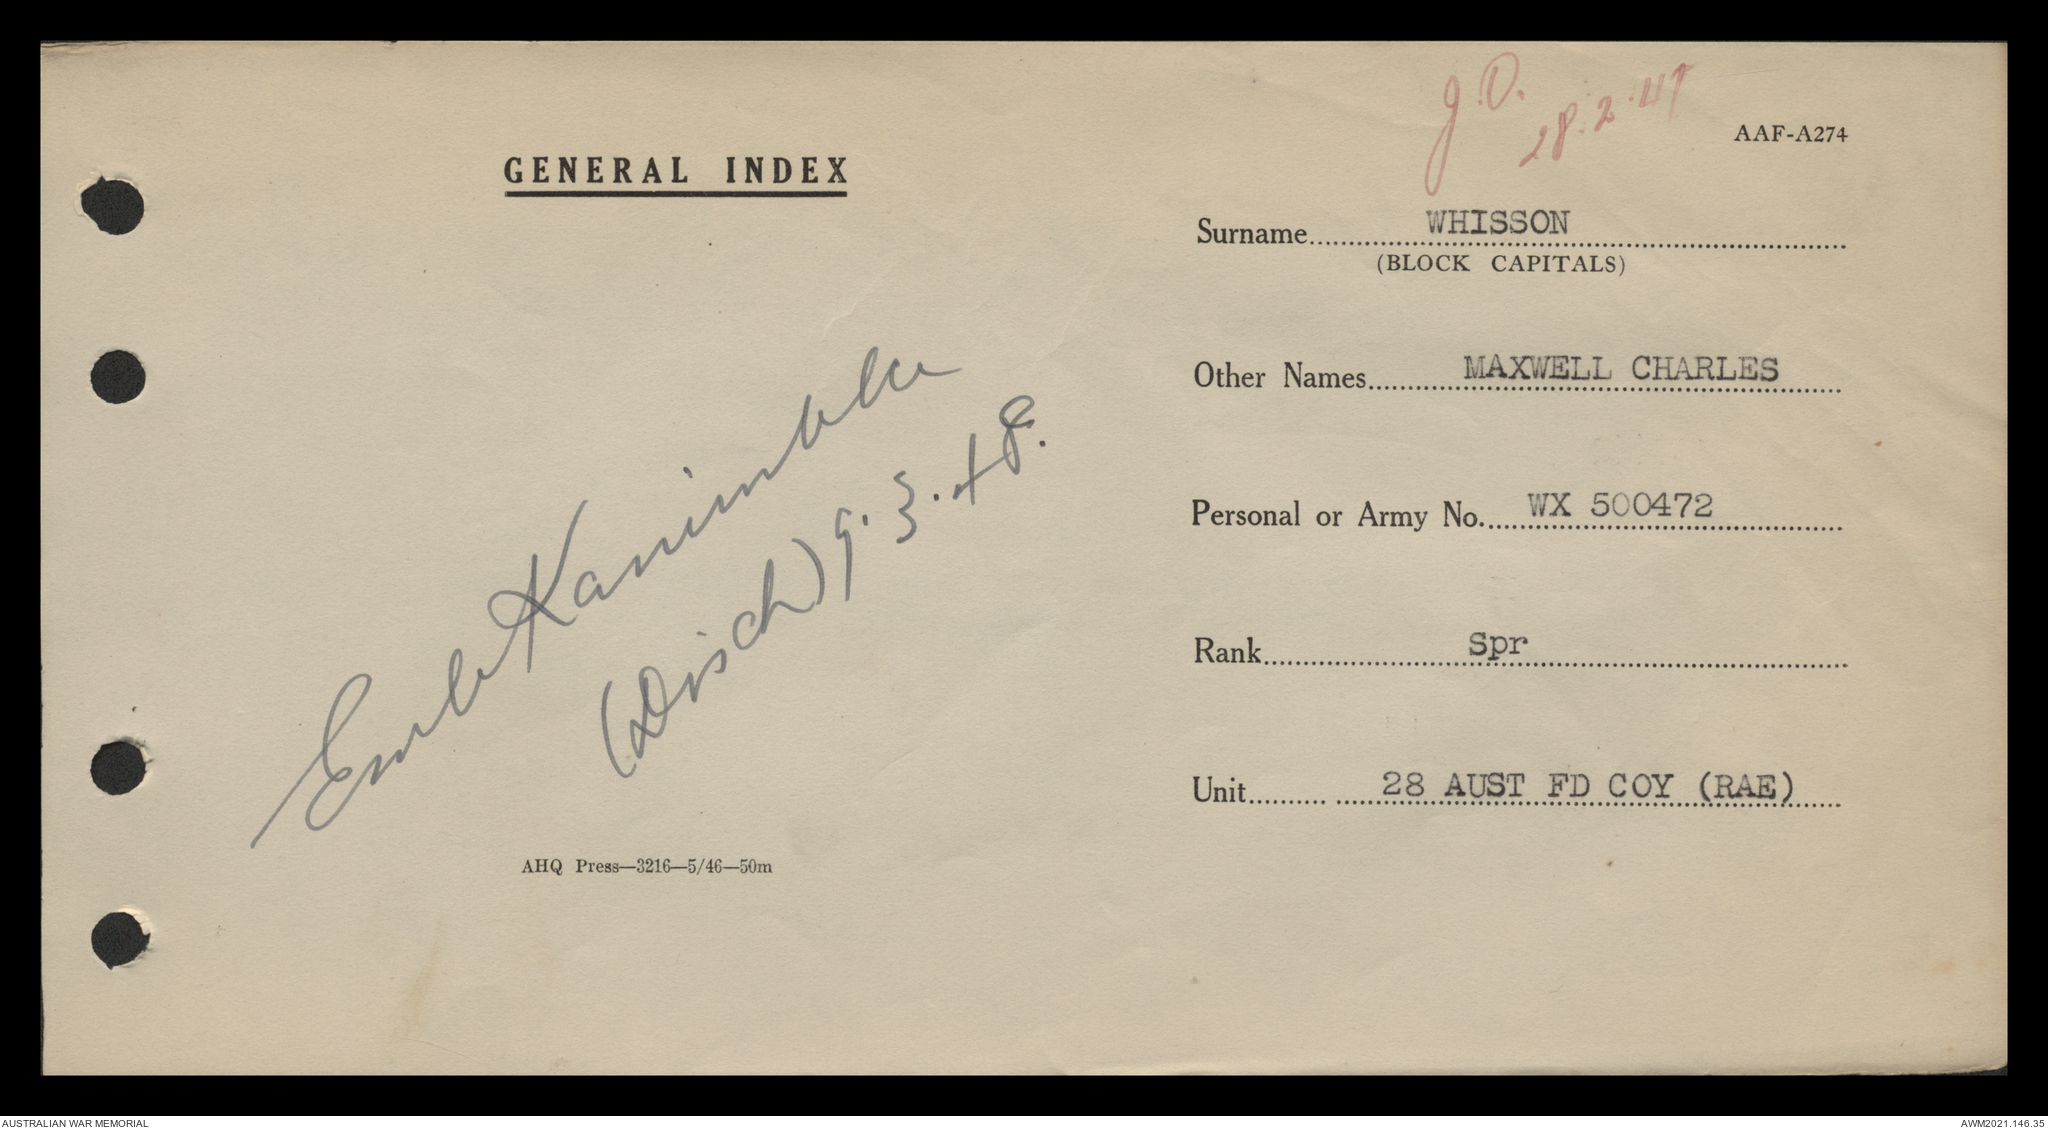 J.D.
28.2.47
AAF-A274
GENERAL INDEX
Surname WHISSON
(BLOCK CAPITALS)
Other Names MAXWELL CHARLES
Personal or Army No. WX 500472
Rank Spr
Unit 28 AUST FD COY (RAE)
Emb Kanimbla
(Disch) 9.3.48.
AHQ Press—3216—5/46—50m
AUSTRALIAN WAR MEMORIAL
AWM2021.146.35